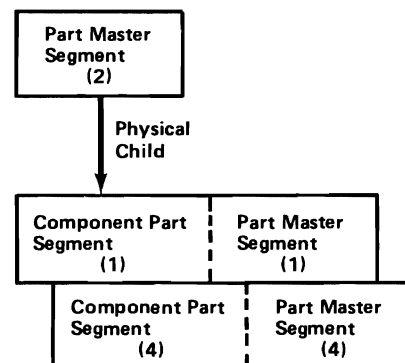 Part Master
Segment
(2)
Physical
Child
Component Part Part Master
Segment Segment
(1) (1)
Component Part Part Master
Segment Segment
(4) (4)